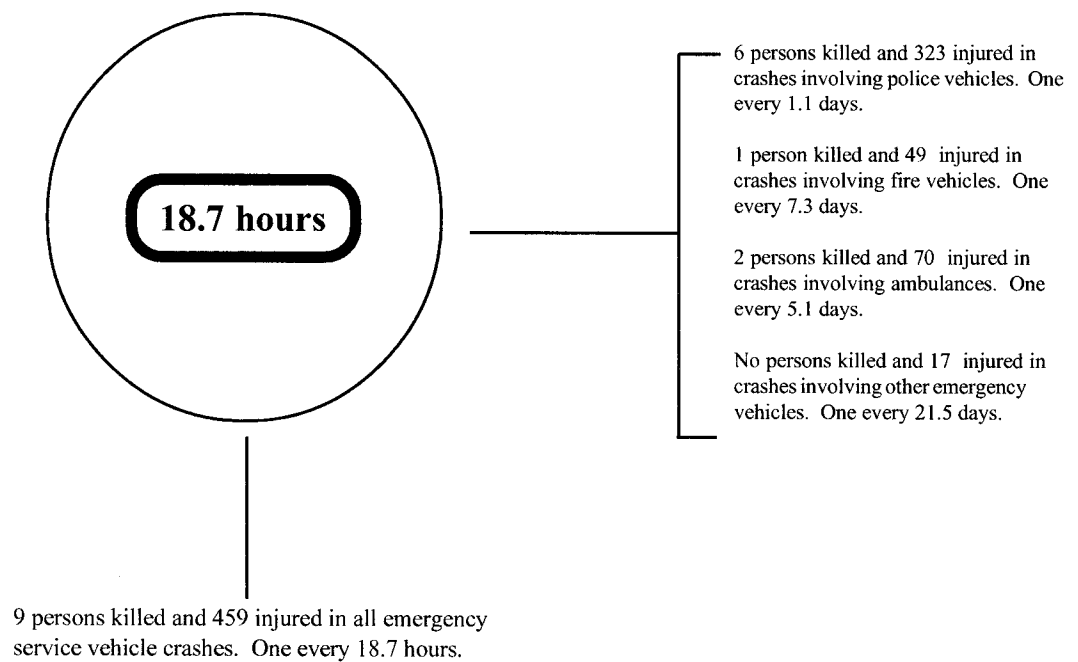 18.7 hours
6 persons killed and 323 injured in
crashes involving police vehicles. One
every 1.1 days.
1 person killed and 49 injured in
crashes involving fire vehicles. One
every 7.3 days.
2 persons killed and 70 injured in
crashes involving ambulances. One
every 5.1 days.
No persons killed and 17 injured in
crashes involving other emergency
vehicles. One every 21.5 days.
9 persons killed and 459 injured in all emergency
service vehicle crashes. One every 18.7 hours.